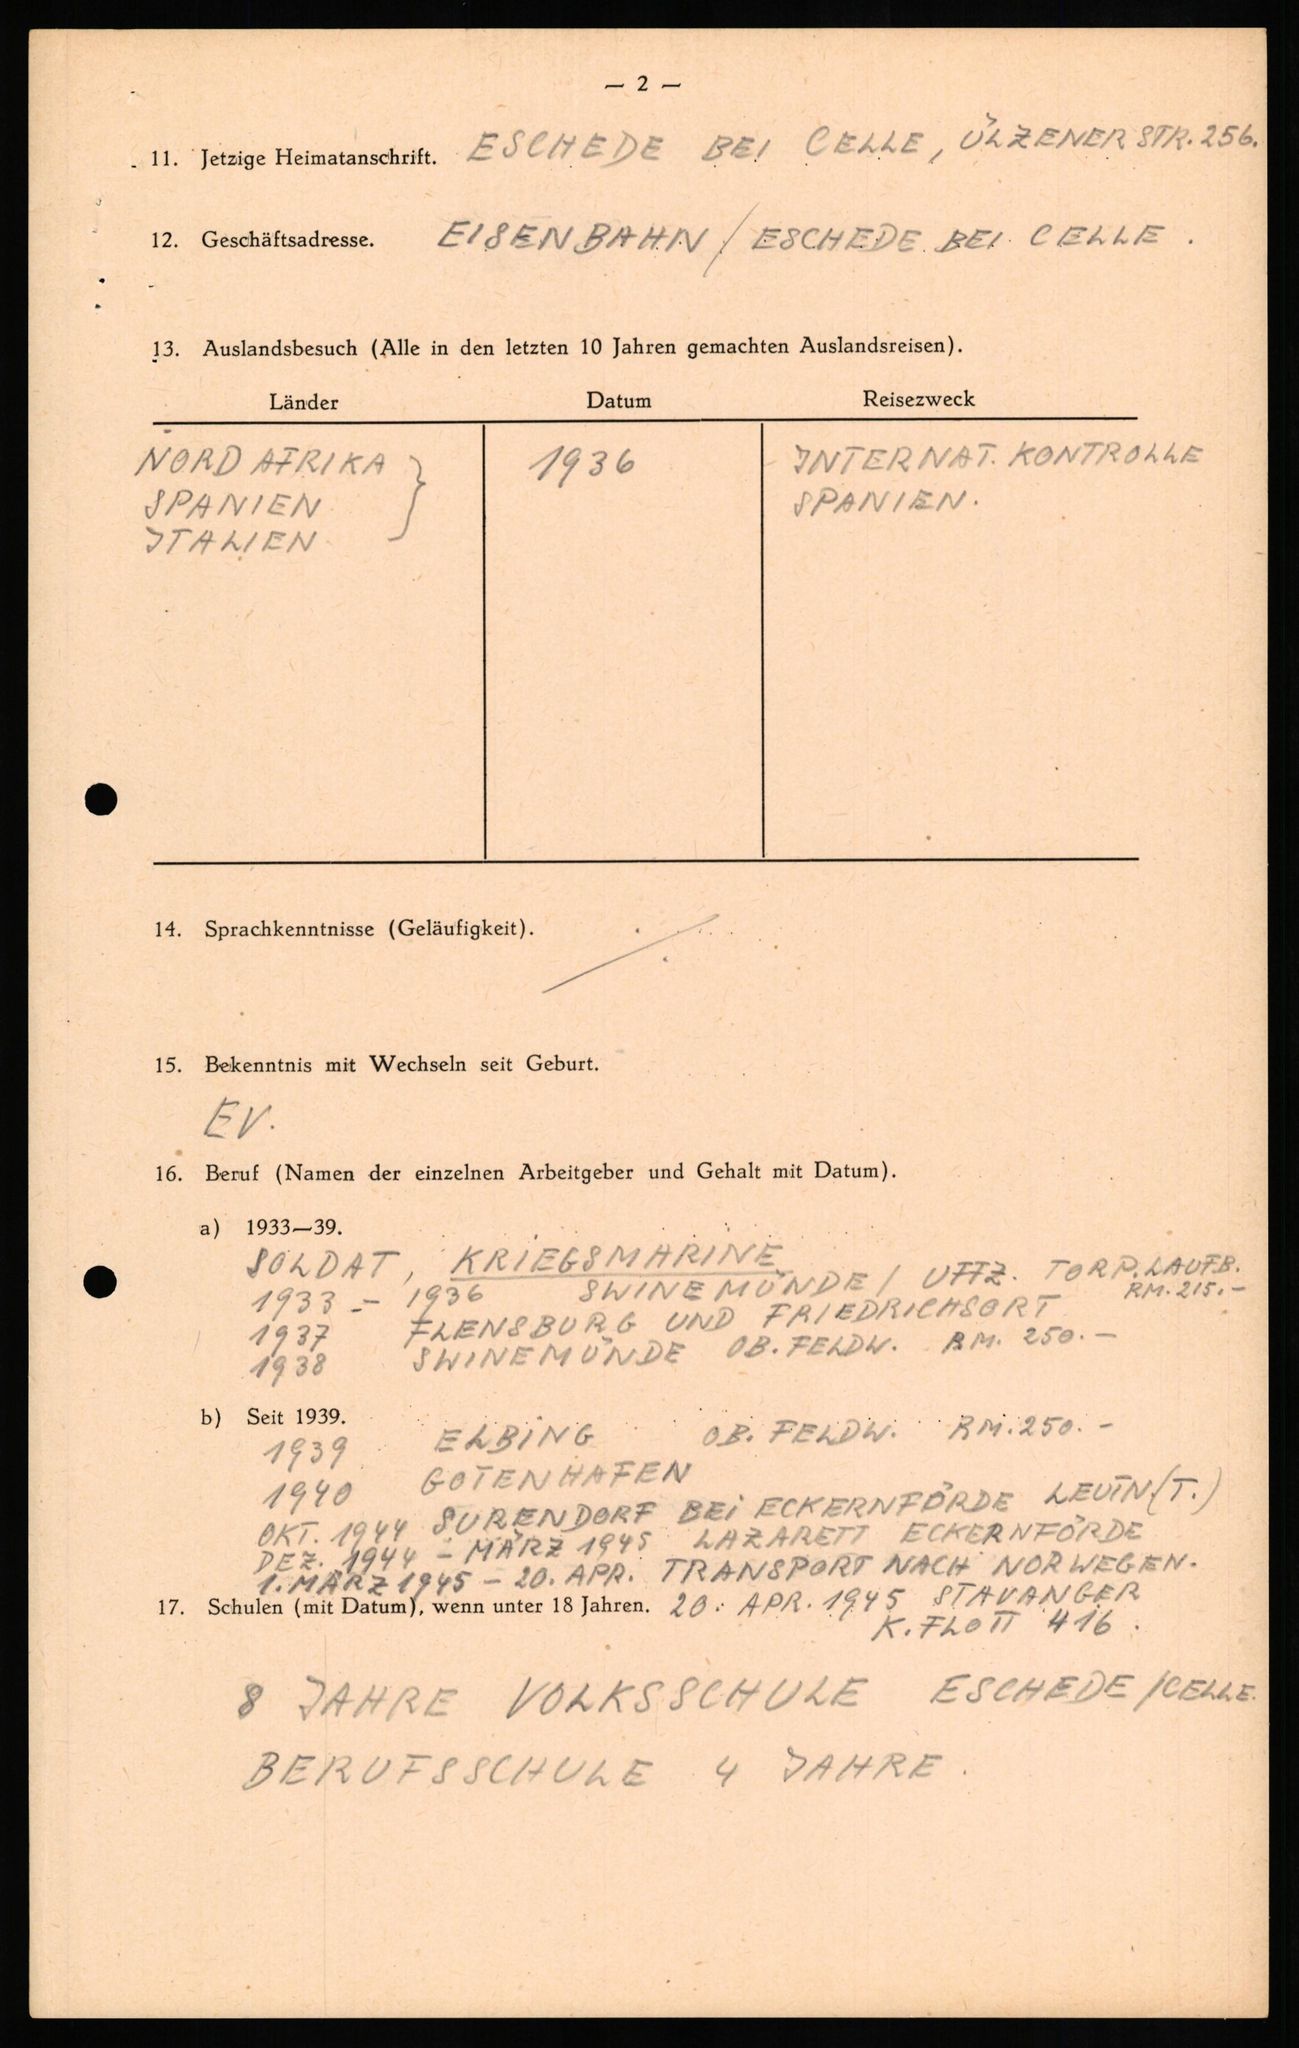 — 2 —
11. Jetzige Heimatanschrift. ESCHEDE BEI CELLE, ÜLZENER STR. 256.
12. Geschäftsadresse. EISENBAHN / ESCHEDE BEI CELLE.
13. Auslandsbesuch (Alle in den letzten 10 Jahren gemachten Auslandsreisen).
Länder Datum Reisezweck
NORD AFRIKA } 1936 INTERNAT. KONTROLLE
SPANIEN SPANIEN.
ITALIEN
14. Sprachkenntnisse (Geläufigkeit).
15. Bekenntnis mit Wechseln seit Geburt.
EV.
16. Beruf (Namen der einzelnen Arbeitgeber und Gehalt mit Datum).
a) 1933—39.
SOLDAT, KRIEGSMARINE
1933 – 1936 SWINEMÜNDE / UFFZ. TORP. LAUFB. RM. 215.-
1937 FLENSBURG UND FRIEDRICHSORT
1938 SWINEMÜNDE OB. FELDW. RM. 250.-
b) Seit 1939.
1939 ELBING OB. FELDW. RM. 250.-
1940 GOTENHAFEN
OKT. 1944 SURENDORF BEI ECKERNFÖRDE LEUTN (T.)
DEZ. 1944 – MÄRZ 1945 LAZARETT ECKERNFÖRDE
1. MÄRZ 1945 – 20. APR. TRANSPORT NACH NORWEGEN.
17. Schulen (mit Datum), wenn unter 18 Jahren. 20. APR. 1945 STAVANGER
K. FLOTT 416.
8 JAHRE VOLKSSCHULE ESCHEDE / CELLE.
BERUFSSCHULE 4 JAHRE.